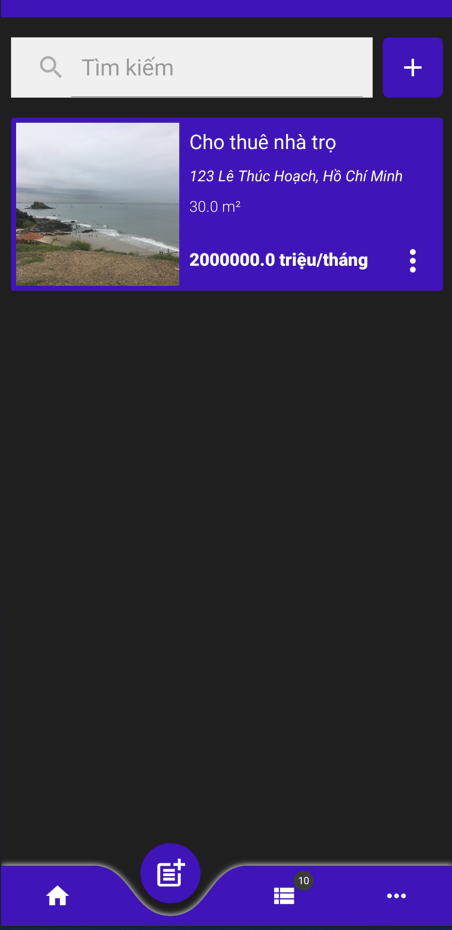 Tìm kiếm
Cho thuê nhà trọ
123 Lê Thúc Hoạch, Hồ Chí Minh
30.0 m²
2000000.0 triệu/tháng
10